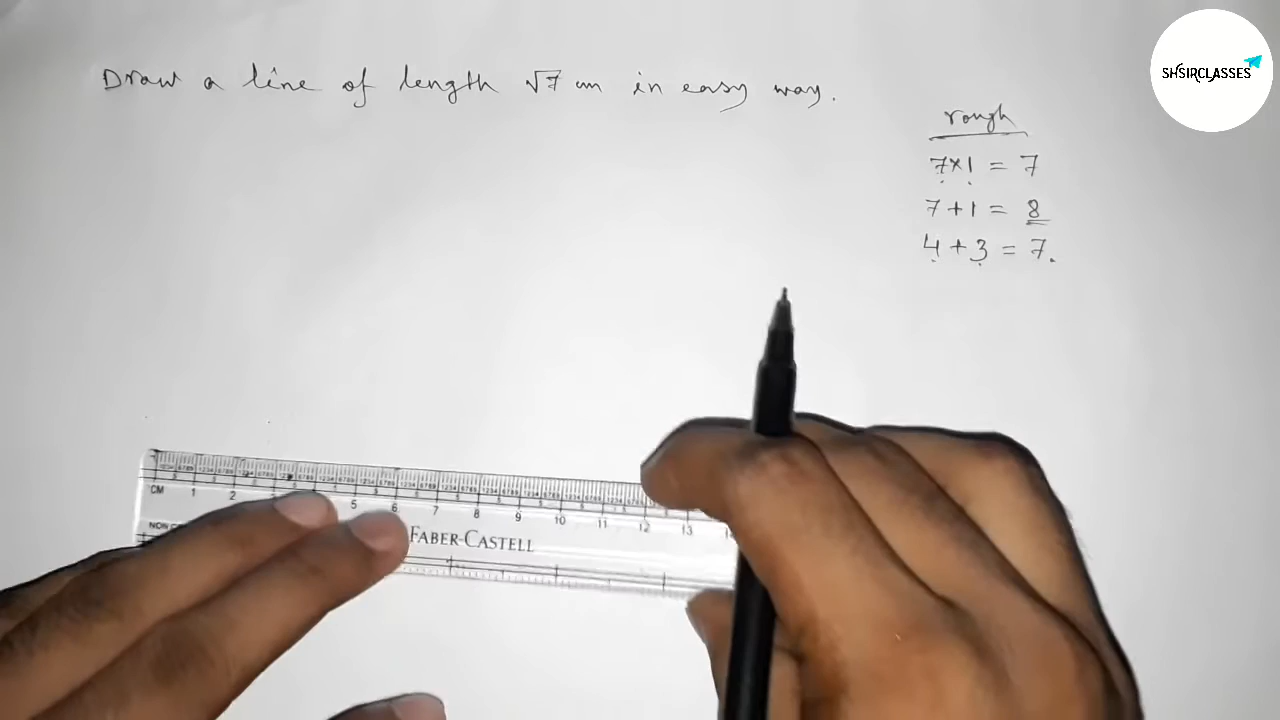 Draw a line of length √7 cm in easy way.
SHSIRCLASSES
rough
7×1 = 7
7+1 = 8
4+3 = 7.
CM 1 2 3 5 6 7 8 9 10 11 12 13
FABER-CASTELL